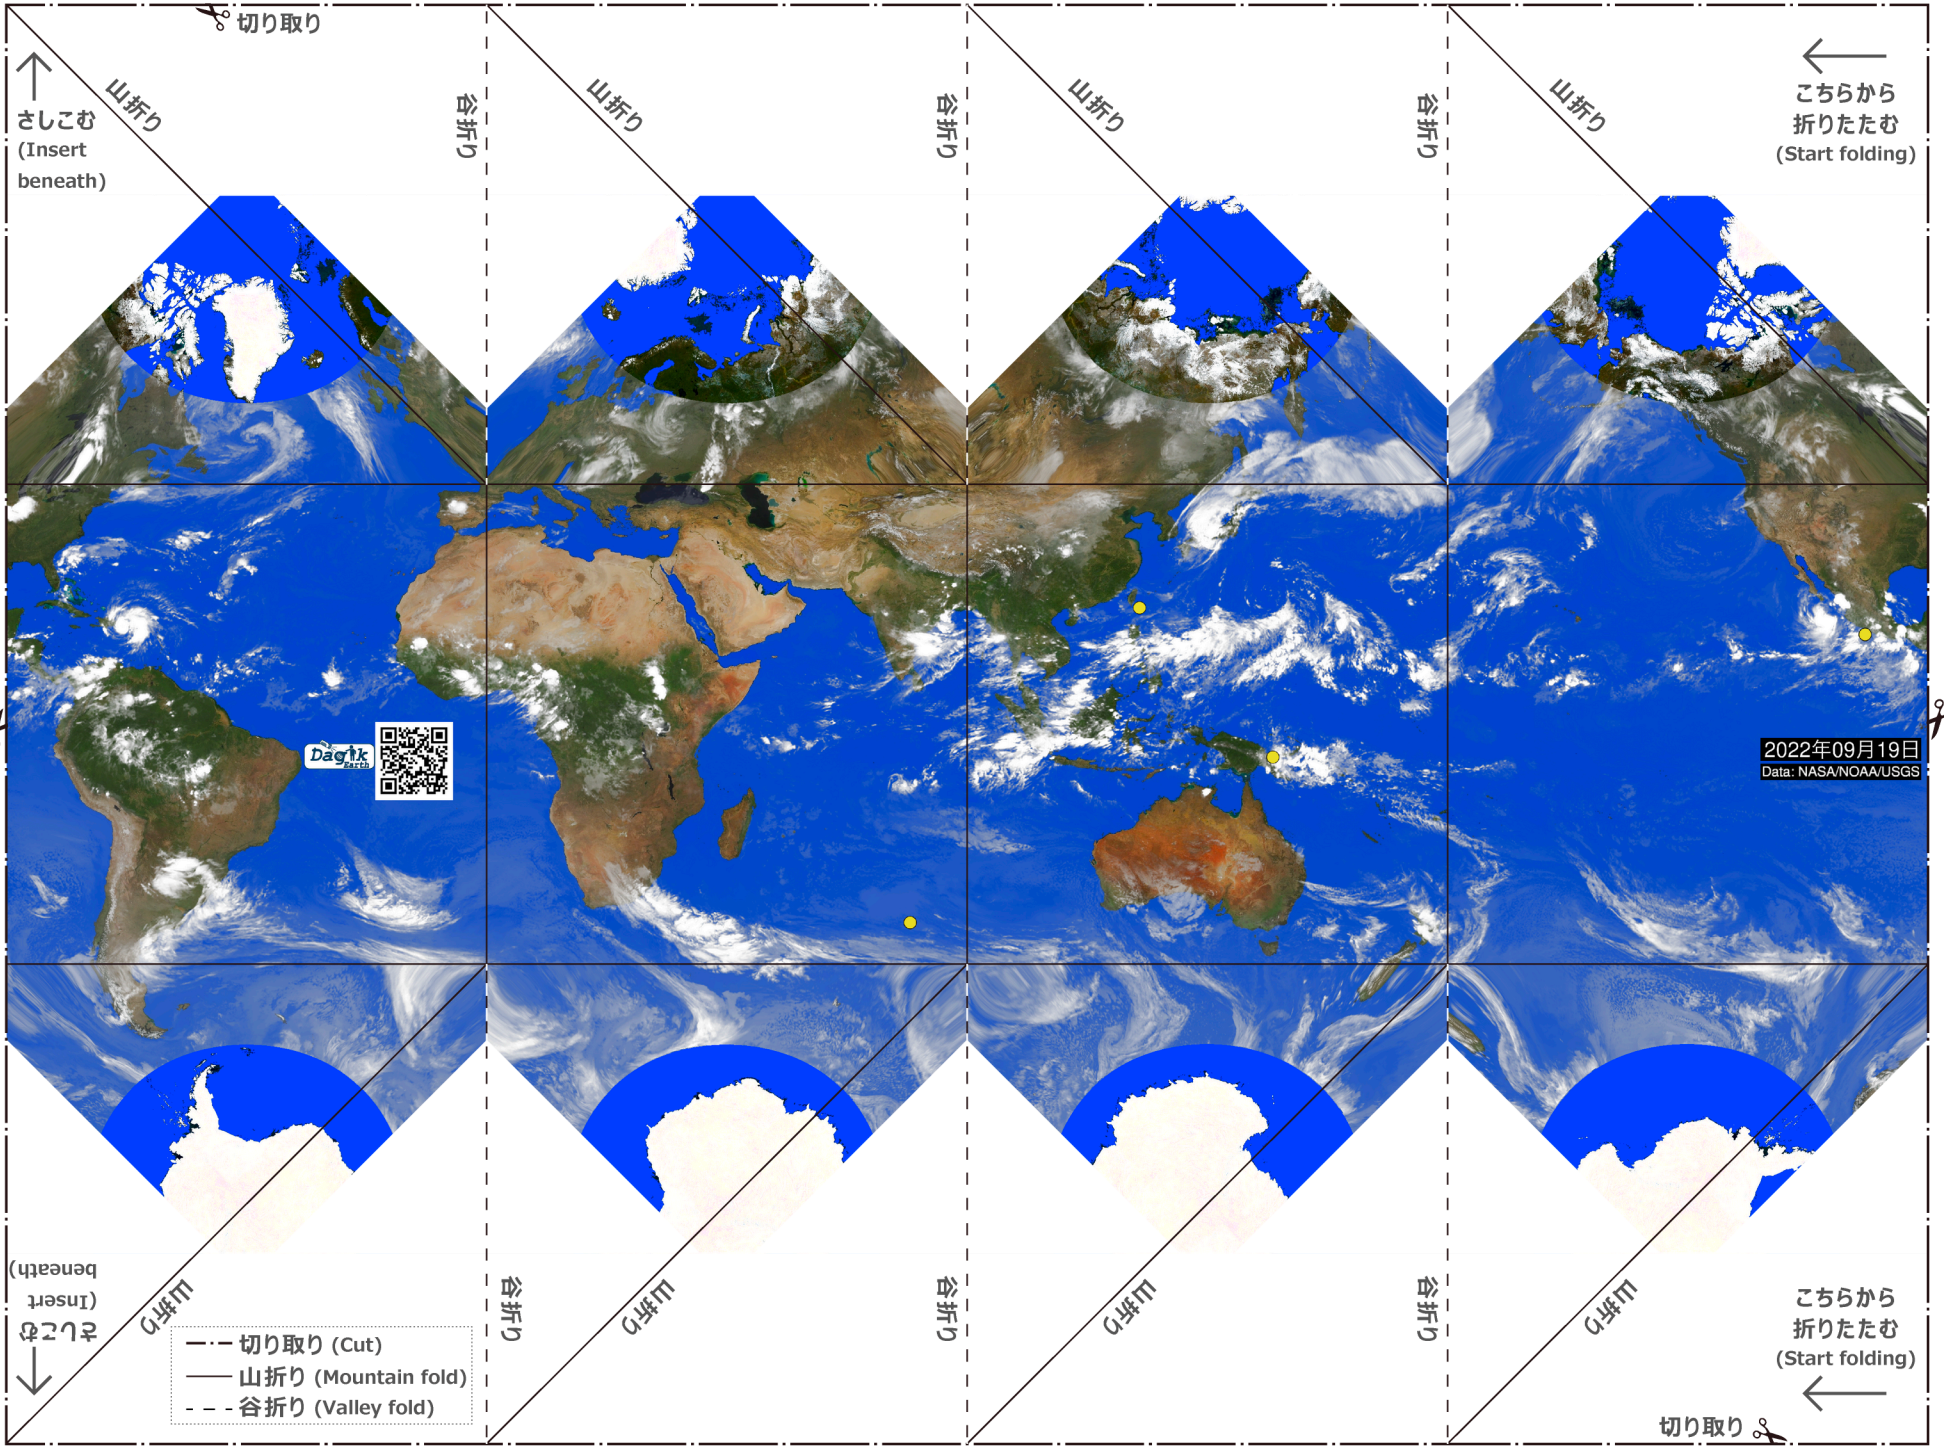 切り取り
山折り
谷折り
山折り
谷折り
山折り
谷折り
山折り
さしこむ
(Insert
beneath)
こちらから
折りたたむ
(Start folding)
Dagik
Earth
2022年09月19日
Data: NASA/NOAA/USGS
さしこむ
(Insert
beneath)
山折り
谷折り
山折り
谷折り
山折り
谷折り
山折り
こちらから
折りたたむ
(Start folding)
切り取り (Cut)
山折り (Mountain fold)
谷折り (Valley fold)
切り取り